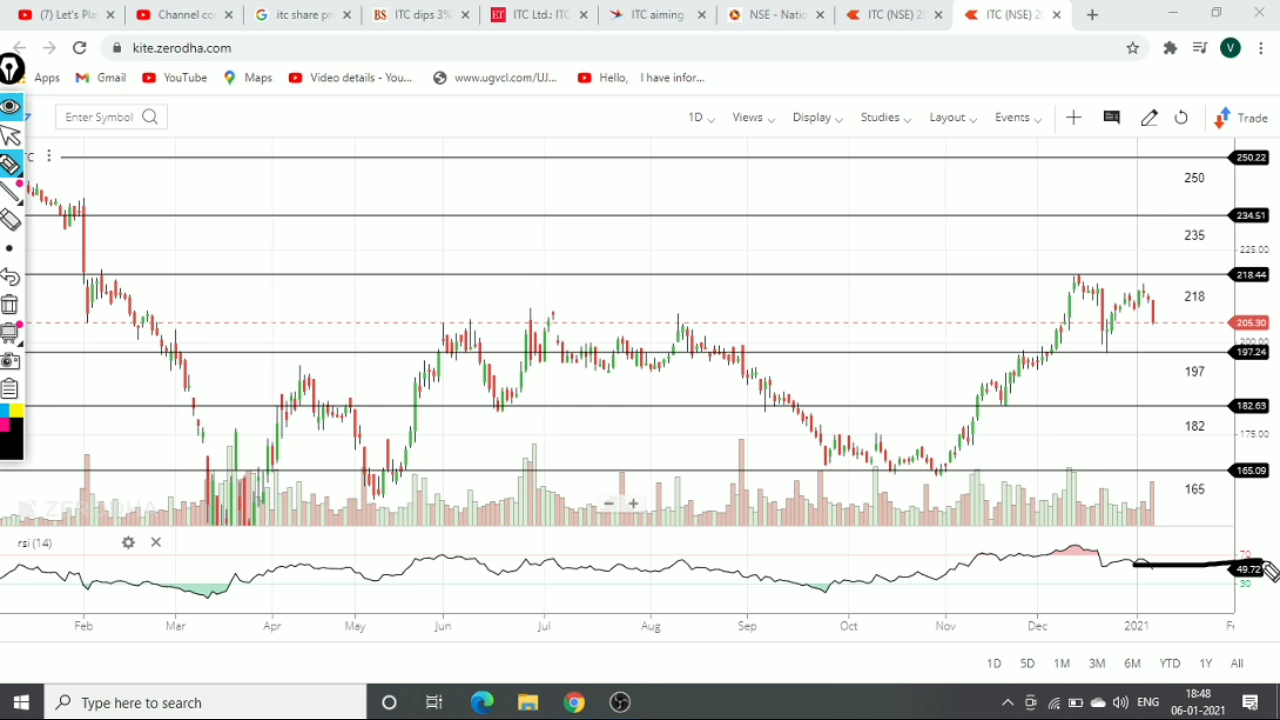 (7) Let's Pla
Channel co
itc share pri
ITC dips 3%
ITC Ltd.: ITC
ITC aiming
NSE - Natio
ITC (NSE) 20
ITC (NSE) 20
kite.zerodha.com
V
Apps
Gmail
YouTube
Maps
Video details - You...
www.ugvcl.com/UJ...
Hello, I have infor...
Enter Symbol
1D
Views
Display
Studies
Layout
Events
Trade
250.22
250
234.51
235
225.00
218.44
218
205.30
200.00
197.24
197
182.63
182
175.00
165.09
165
ZERODHA
rsi (14)
70
49.72
30
Feb
Mar
Apr
May
Jun
Jul
Aug
Sep
Oct
Nov
Dec
2021
1D
5D
1M
3M
6M
YTD
1Y
All
Type here to search
ENG
18:48
06-01-2021